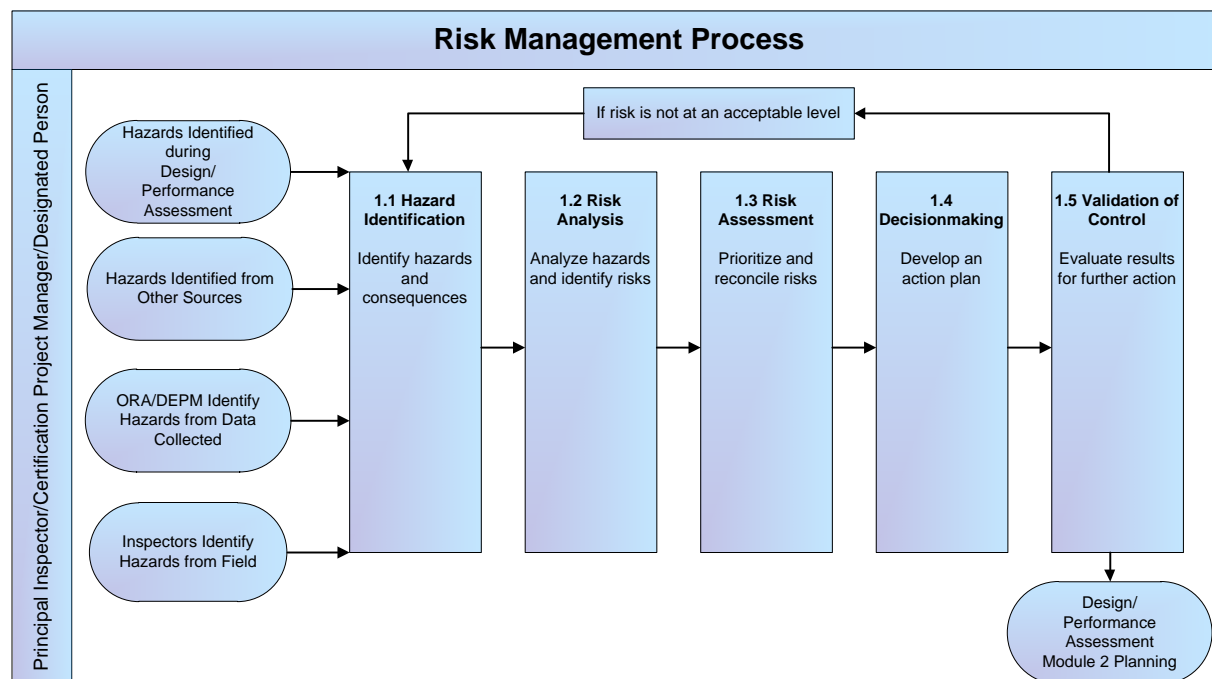 Risk Management Process
Principal Inspector/Certification Project Manager/Designated Person
If risk is not at an acceptable level
Hazards Identified
during
Design/
Performance
Assessment
Hazards Identified from
Other Sources
ORA/DEPM Identify
Hazards from Data
Collected
Inspectors Identify
Hazards from Field
1.1 Hazard
Identification
Identify hazards
and
consequences
1.2 Risk
Analysis
Analyze hazards
and identify risks
1.3 Risk
Assessment
Prioritize and
reconcile risks
1.4
Decisionmaking
Develop an
action plan
1.5 Validation of
Control
Evaluate results
for further action
Design/
Performance
Assessment
Module 2 Planning